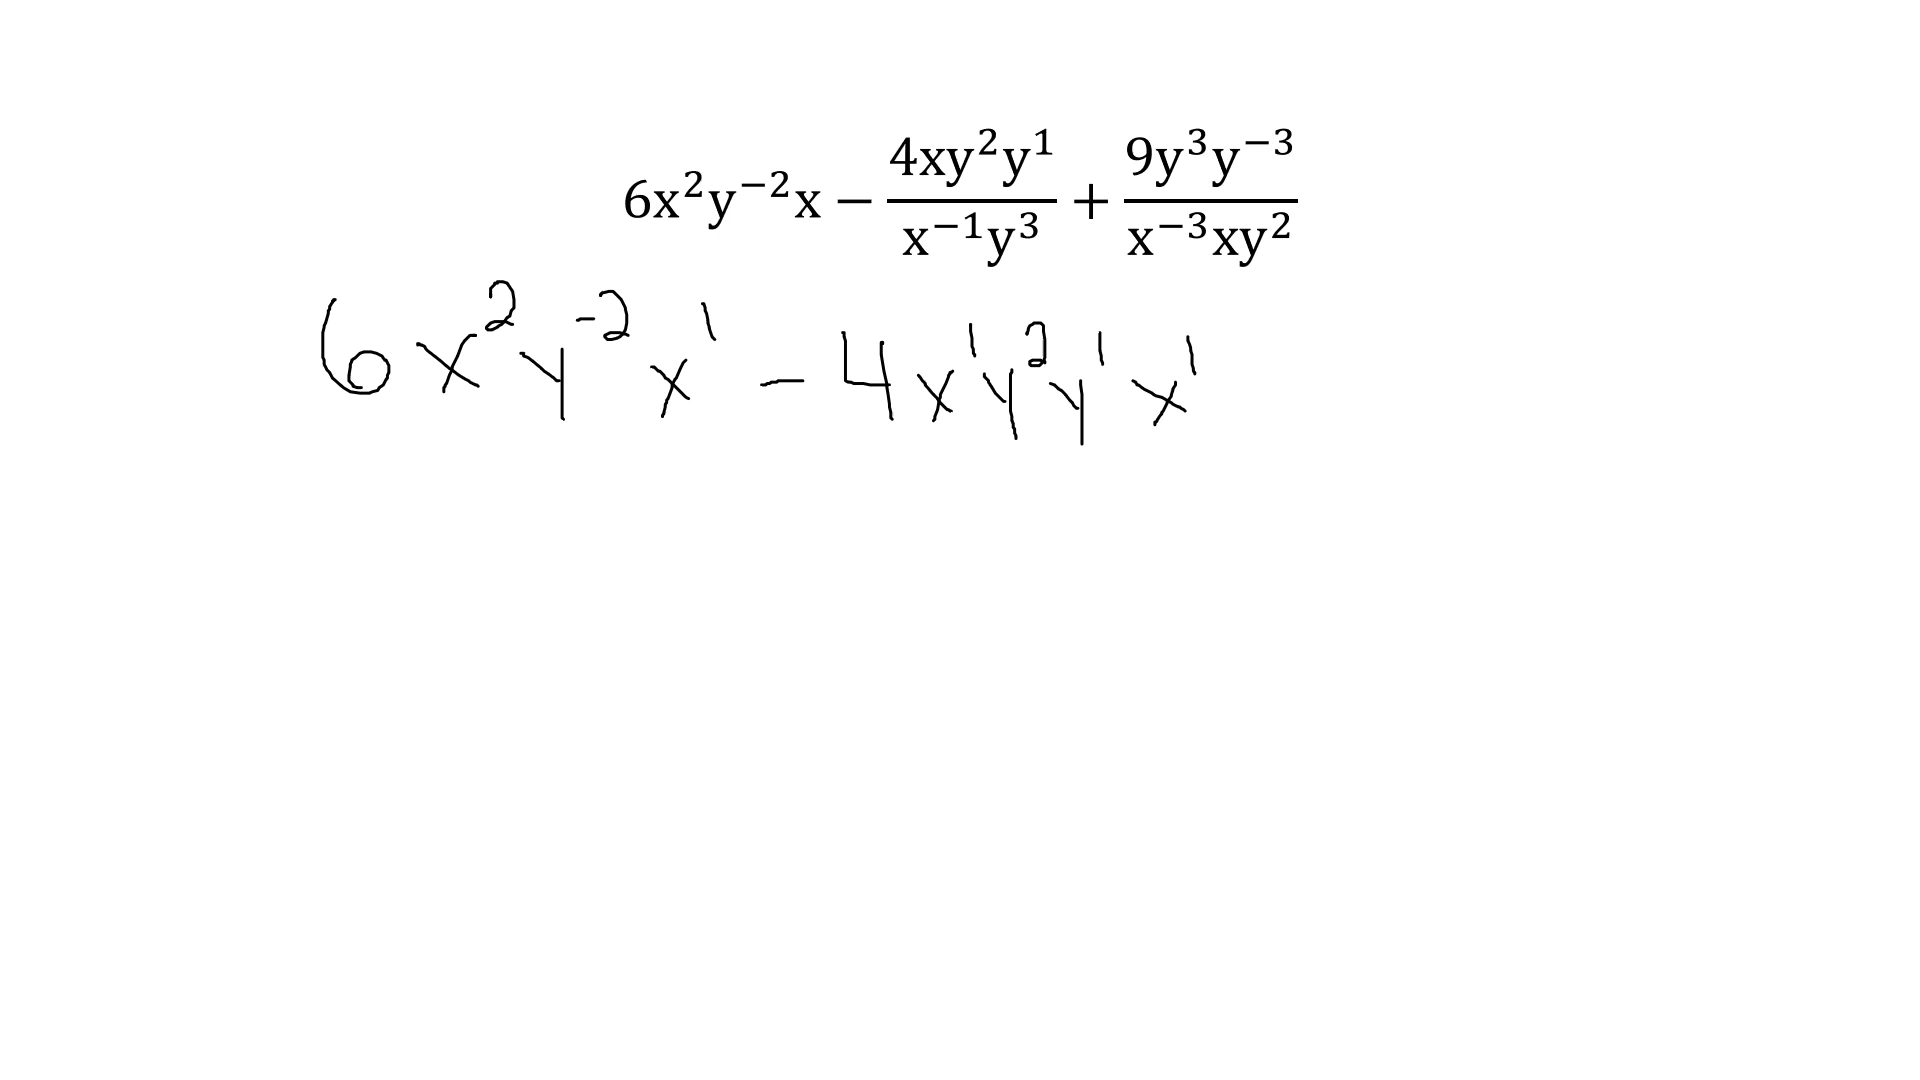 6x²y⁻²x − 4xy²y¹/x⁻¹y³ + 9y³y⁻³/x⁻³xy²
6x²y⁻²x¹ − 4x¹y²y¹x¹